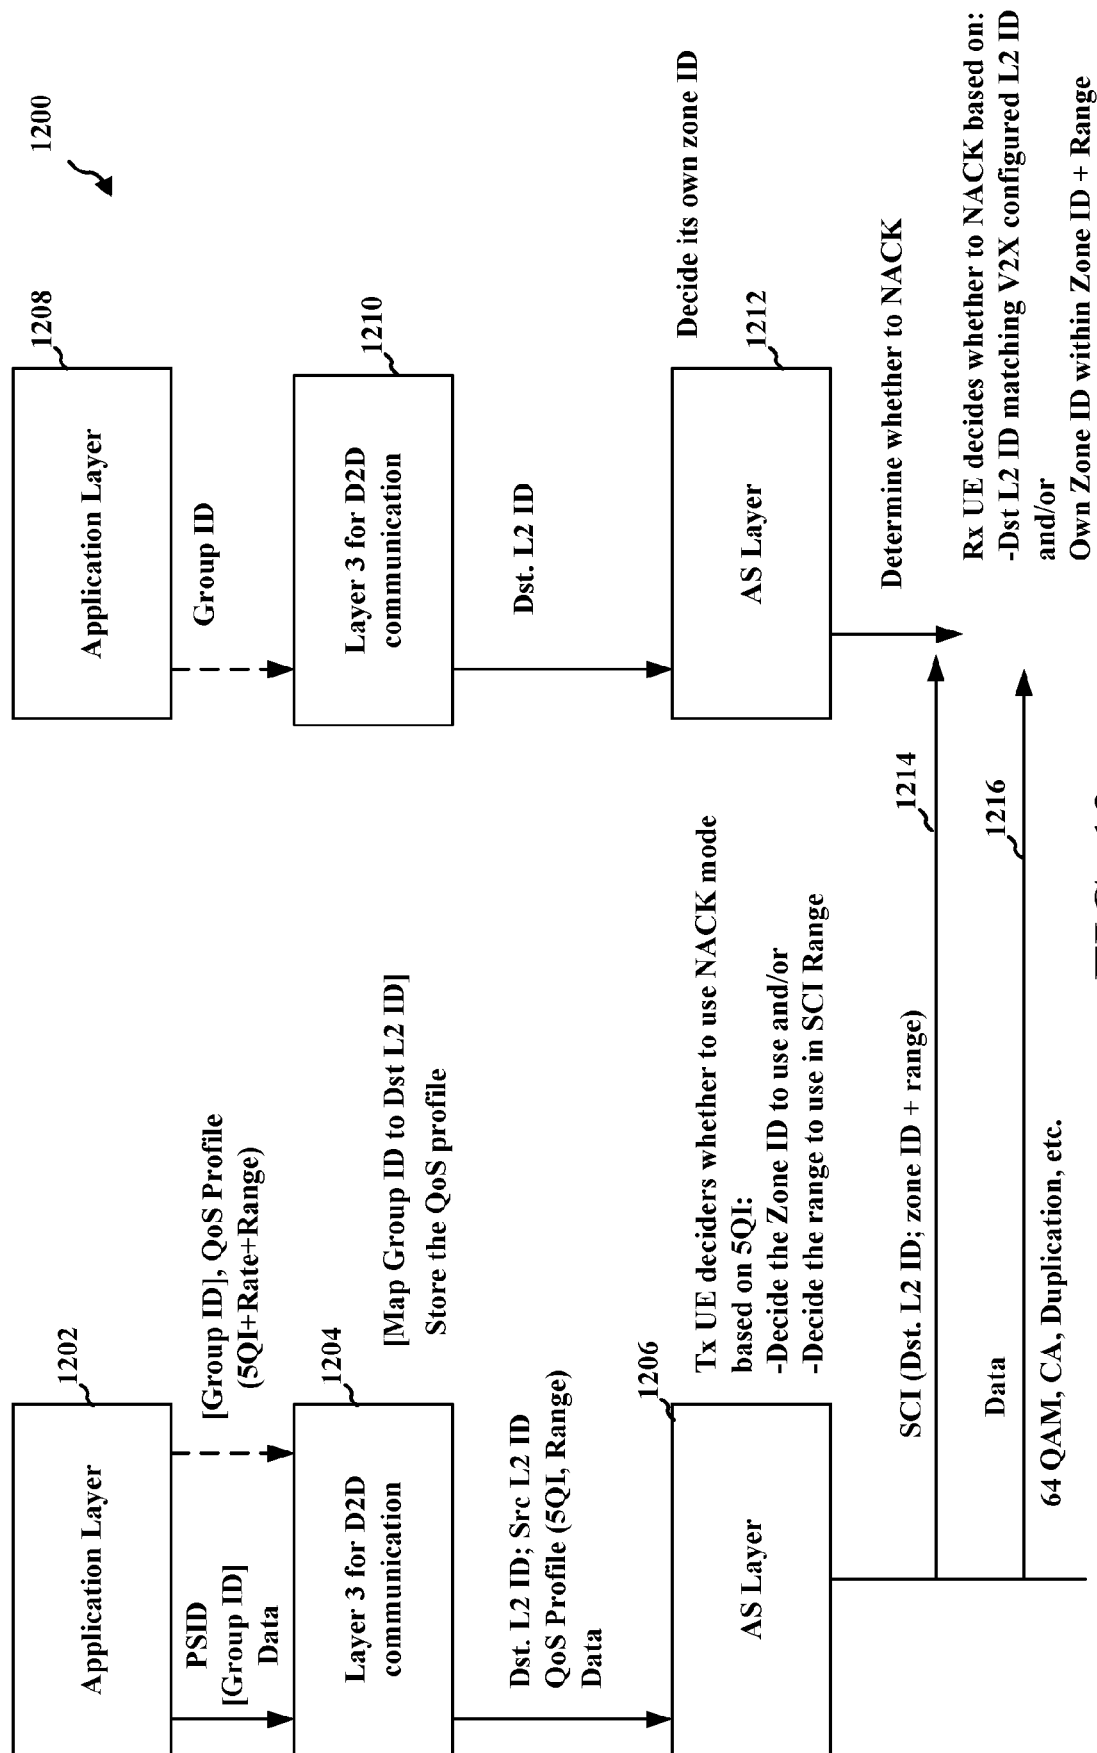 1200
1202
Application Layer
PSID
[Group ID]
Data
[Group ID], QoS Profile
(5QI+Rate+Range)
1204
Layer 3 for D2D
communication
[Map Group ID to Dst L2 ID]
Store the QoS profile
Dst. L2 ID; Src L2 ID
QoS Profile (5QI, Range)
Data
1206
AS Layer
Tx UE deciders whether to use NACK mode
based on 5QI:
-Decide the Zone ID to use and/or
-Decide the range to use in SCI Range
1208
Application Layer
Group ID
1210
Layer 3 for D2D
communication
Dst. L2 ID
Decide its own zone ID
1212
AS Layer
Determine whether to NACK
Rx UE decides whether to NACK based on:
-Dst L2 ID matching V2X configured L2 ID
and/or
Own Zone ID within Zone ID + Range
SCI (Dst. L2 ID; zone ID + range)
1214
Data
1216
64 QAM, CA, Duplication, etc.